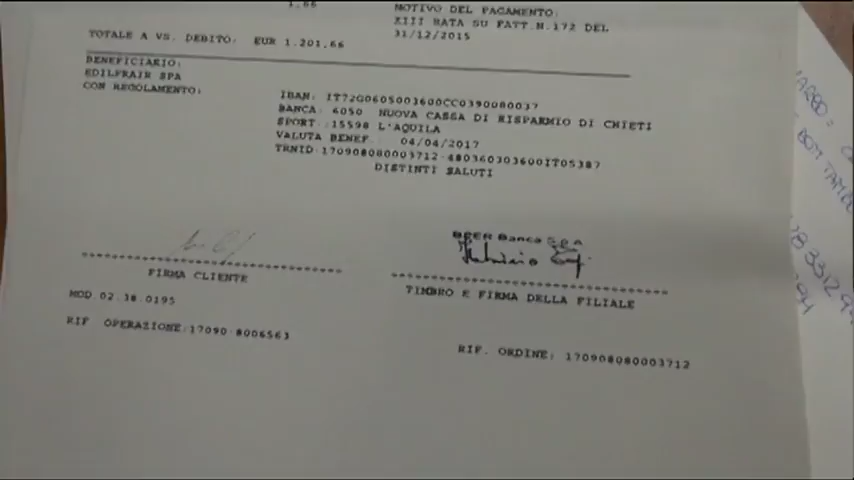 1,66
MOTIVO DEL PAGAMENTO:
XIII RATA SU FATT.N.172 DEL
31/12/2015
TOTALE A VS. DEBITO: EUR 1.201,66
BENEFICIARIO:
EDILFRAIR SPA
CON REGOLAMENTO:
IBAN: IT72G0605003600CC0390080037
BANCA: 6050 NUOVA CASSA DI RISPARMIO DI CHIETI
SPORT.:15598 L'AQUILA
VALUTA BENEF. 04/04/2017
TRNID:170908080003712-480360303600IT05387
DISTINTI SALUTI
BPER Banca S.p.A
FIRMA CLIENTE
TIMBRO E FIRMA DELLA FILIALE
MOD.02.38.0195
RIF. OPERAZIONE:17090-8006563
RIF. ORDINE: 170908080003712